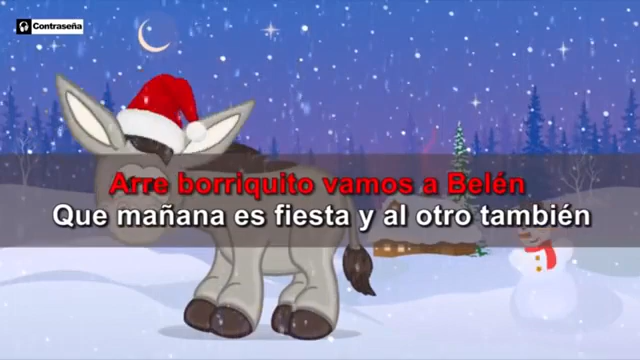 Contraseña
Arre borriquito vamos a Belén
Que mañana es fiesta y al otro también